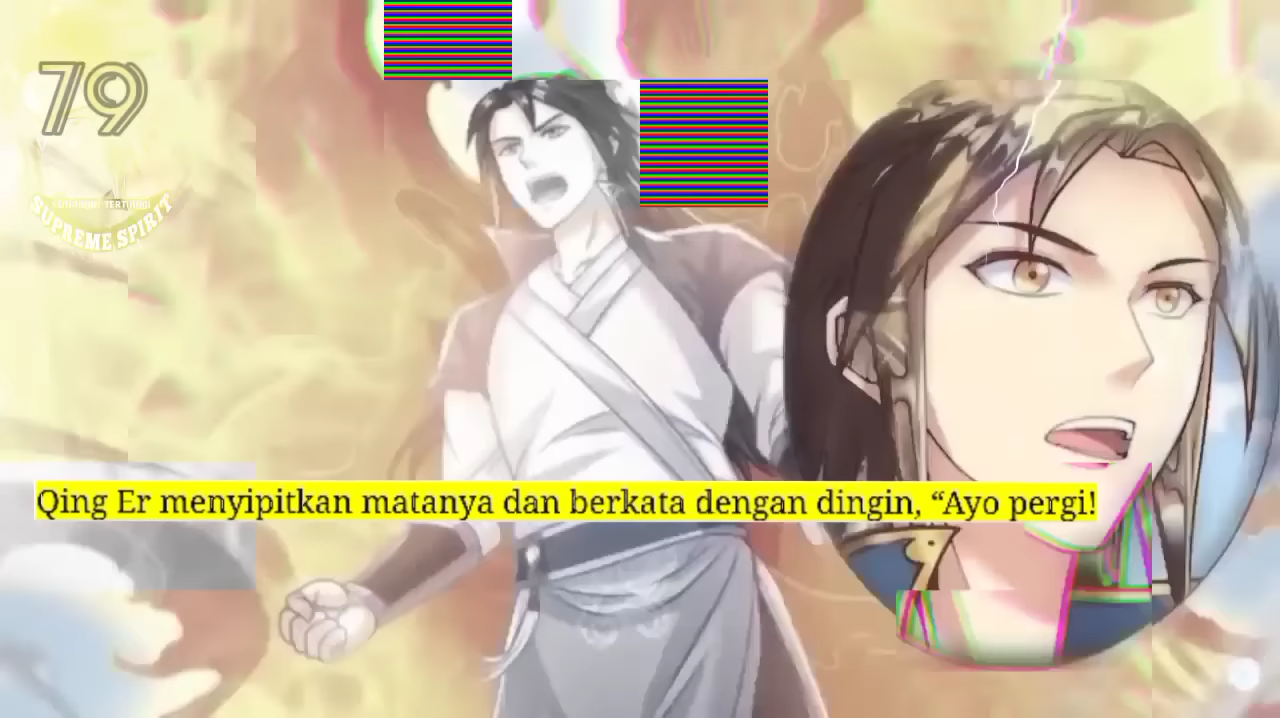 79
SUPREME SPIRIT
Qing Er menyipitkan matanya dan berkata dengan dingin, “Ayo pergi!